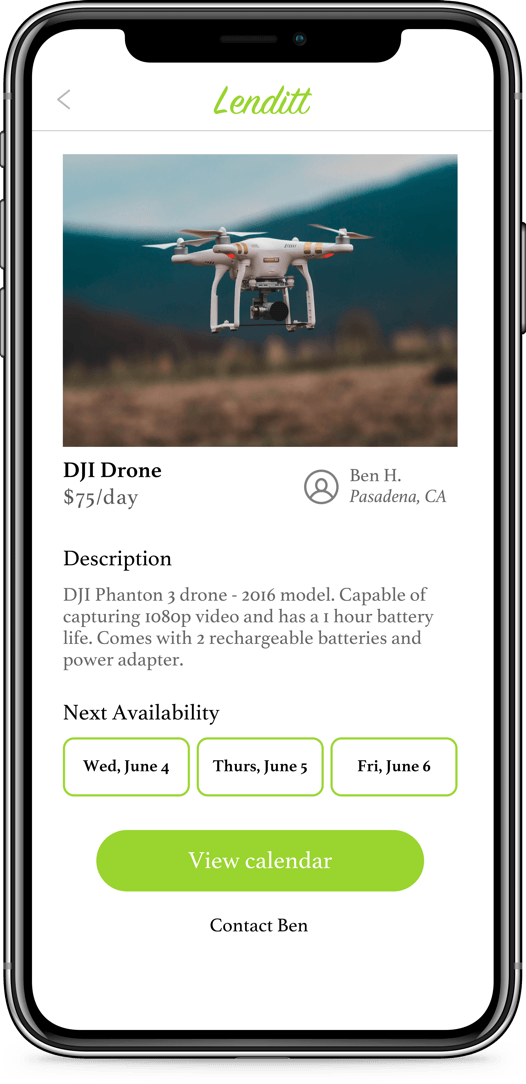 Lenditt
DJI Drone
$75/day
Ben H.
Pasadena, CA
Description
DJI Phanton 3 drone - 2016 model. Capable of
capturing 1080p video and has a 1 hour battery
life. Comes with 2 rechargeable batteries and
power adapter.
Next Availability
Wed, June 4
Thurs, June 5
Fri, June 6
View calendar
Contact Ben